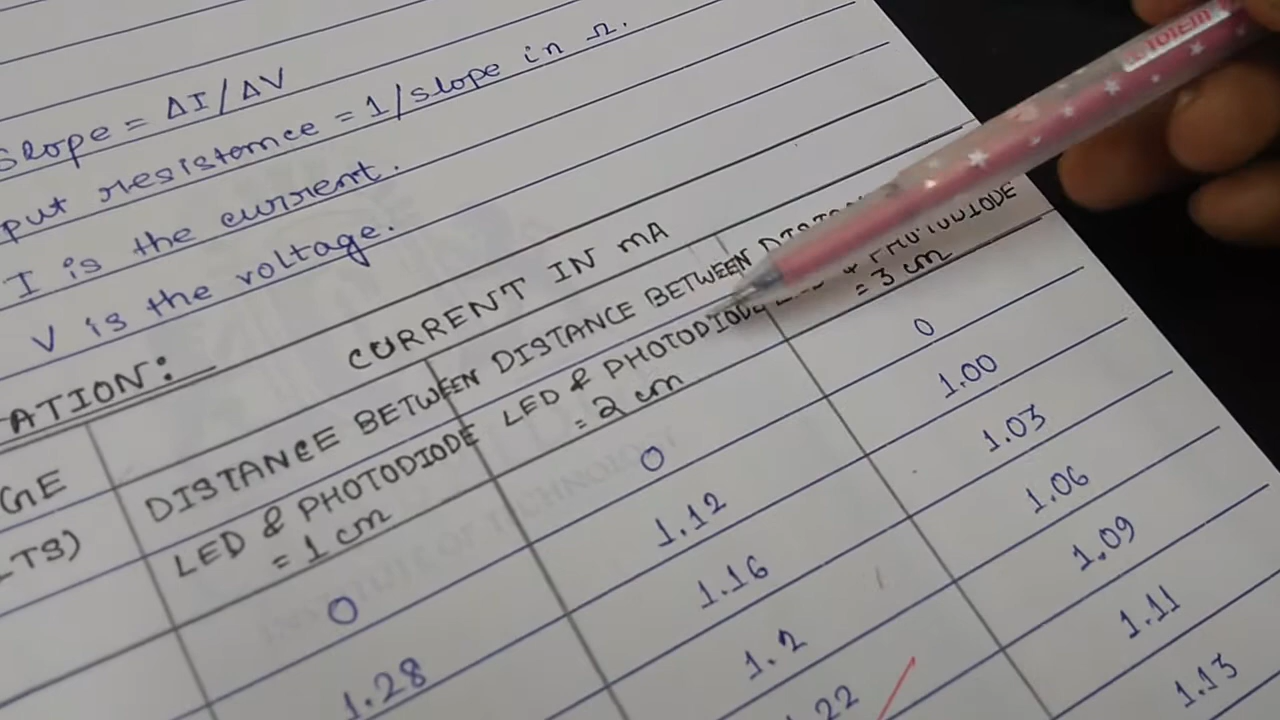 Slope = ΔI/ΔV
put resistance = 1/slope in Ω.
I is the current.
V is the voltage.
ATION:
CURRENT IN mA
GE
LTS)
DISTANCE BETWEEN
LED & PHOTODIODE
= 1 cm
DISTANCE BETWEEN
LED & PHOTODIODE
= 2 cm
PHOTODIODE
= 3 cm
0 0 0
1.28 1.12 1.00
1.16 1.03
1.2 1.06
1.22 1.09
1.11
1.13